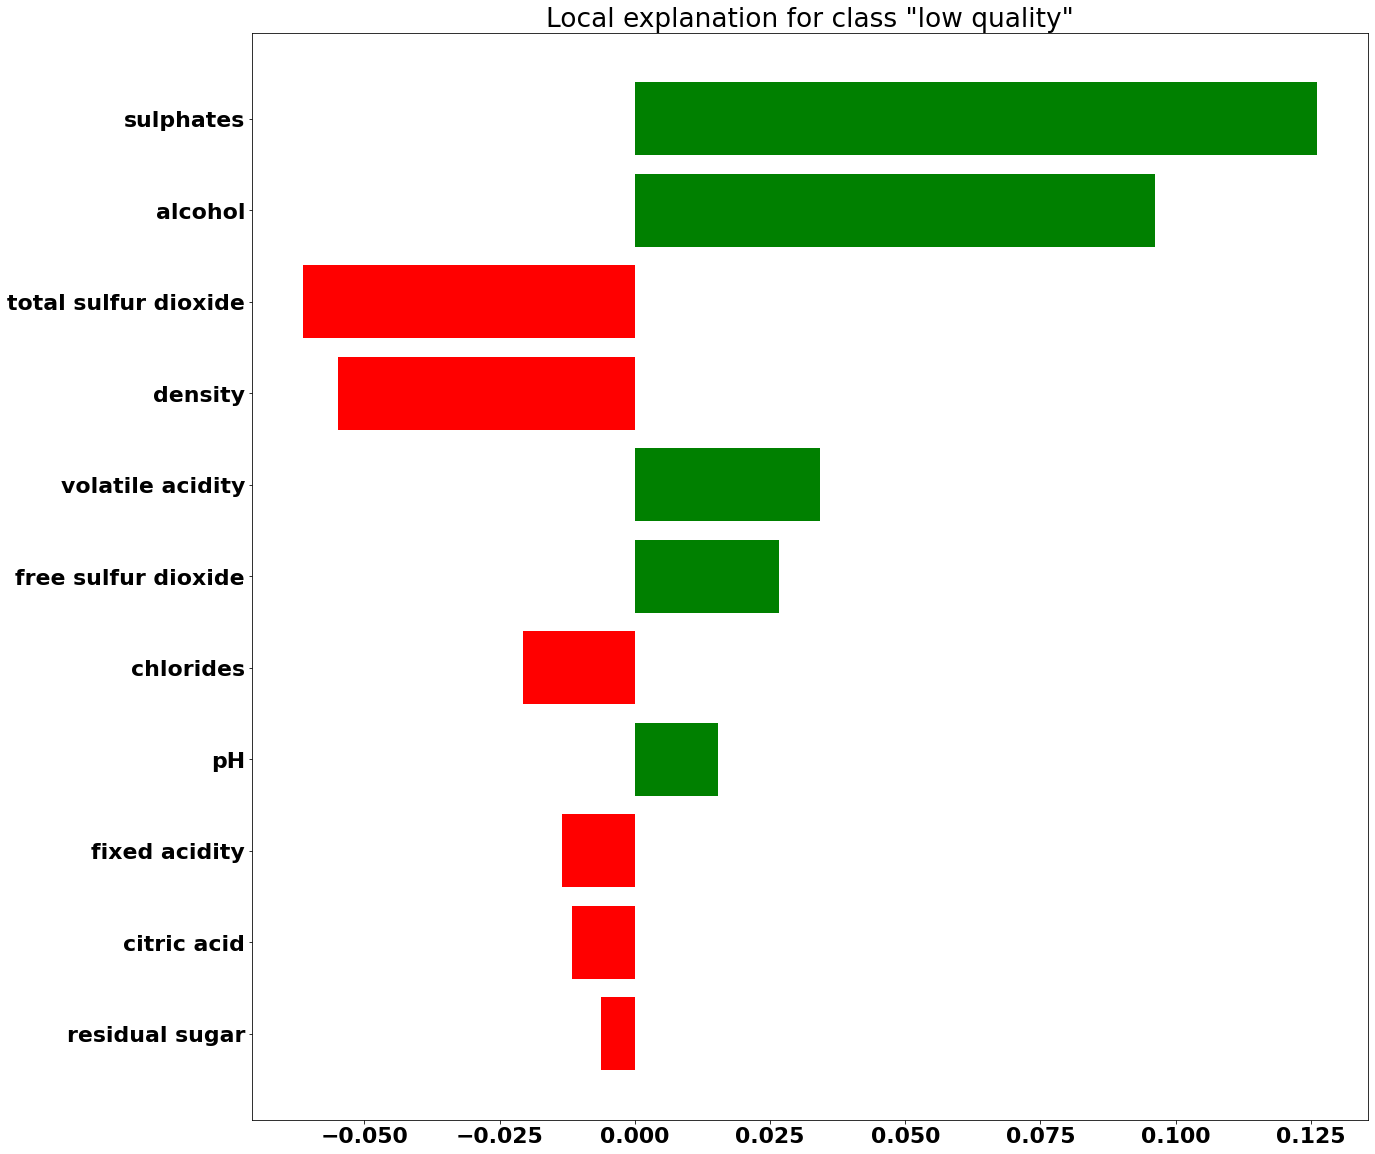 Local explanation for class "low quality"
sulphates
alcohol
total sulfur dioxide
density
volatile acidity
free sulfur dioxide
chlorides
pH
fixed acidity
citric acid
residual sugar
−0.050 −0.025 0.000 0.025 0.050 0.075 0.100 0.125